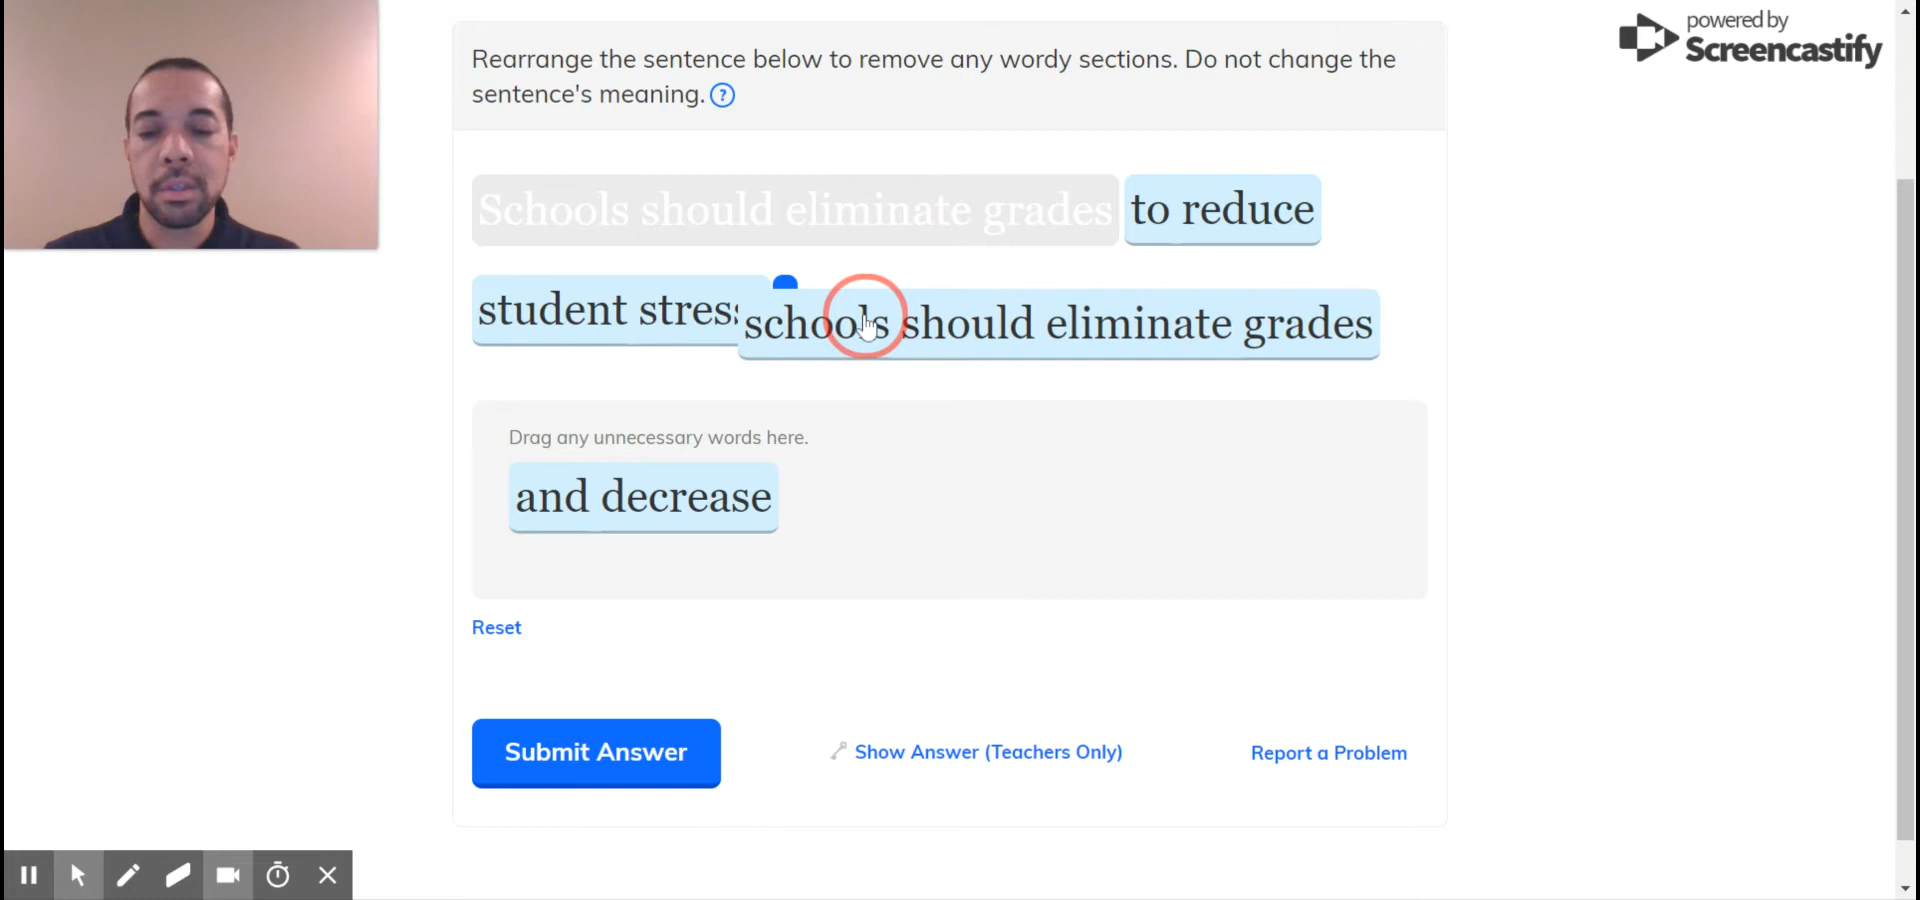 powered by
Screencastify
Rearrange the sentence below to remove any wordy sections. Do not change the
sentence's meaning. ?
Schools should eliminate grades to reduce
student stress schools should eliminate grades
Drag any unnecessary words here.
and decrease
Reset
Submit Answer Show Answer (Teachers Only) Report a Problem